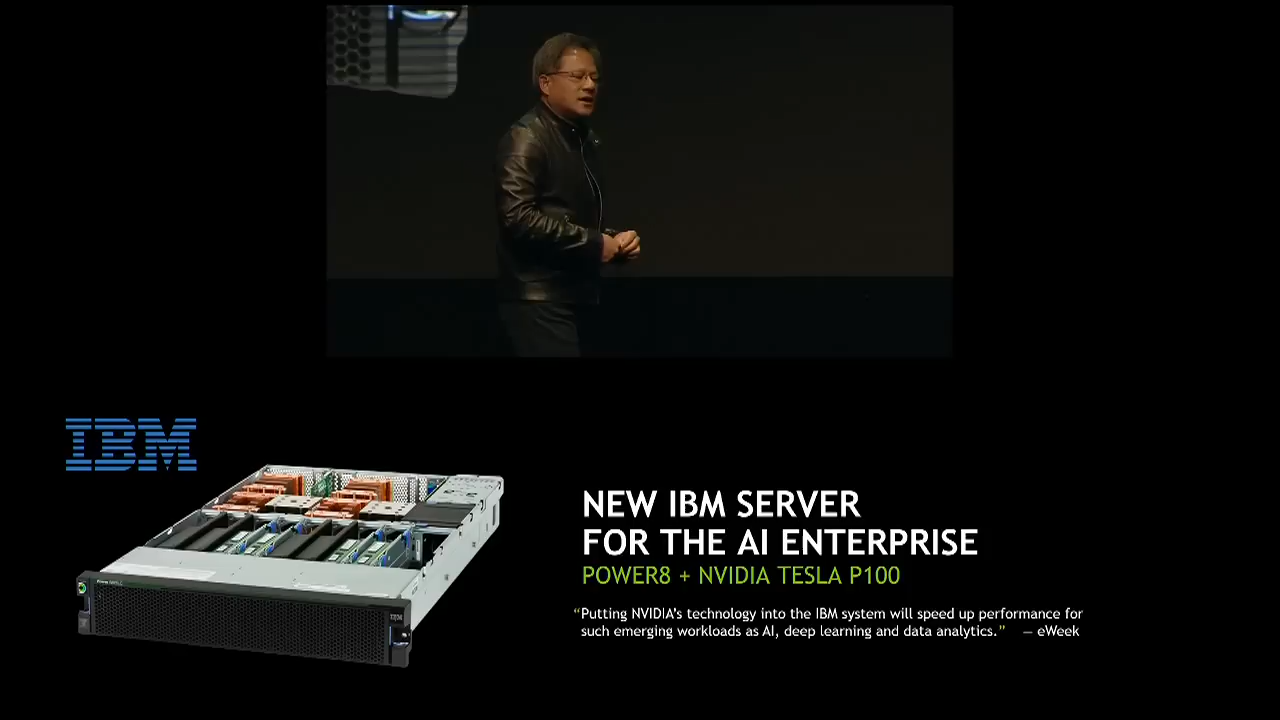 IBM
NEW IBM SERVER
FOR THE AI ENTERPRISE
POWER8 + NVIDIA TESLA P100
“Putting NVIDIA's technology into the IBM system will speed up performance for
such emerging workloads as AI, deep learning and data analytics.” — eWeek
IBM